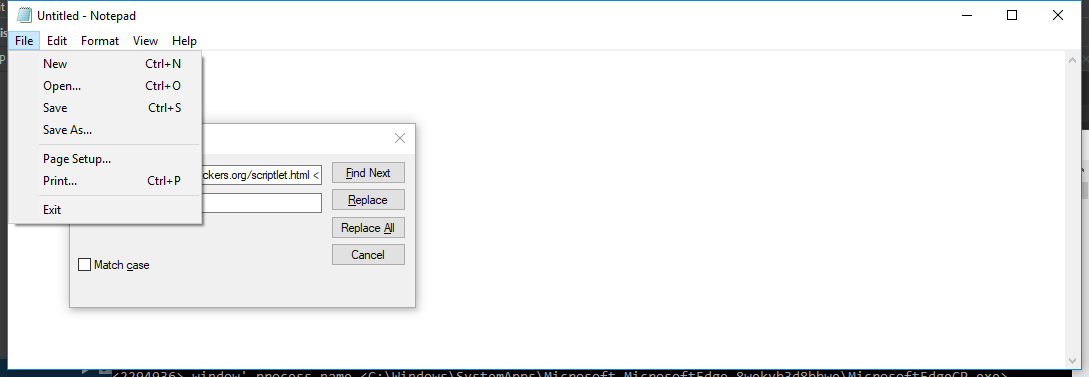 Untitled - Notepad
File Edit Format View Help
New Ctrl+N
Open... Ctrl+O
Save Ctrl+S
Save As...
Page Setup...
Print... Ctrl+P
Exit
ckers.org/scriptlet.html <
Find Next
Replace
Replace All
Cancel
Match case
<2294936> window' process name <C:\Windows\SystemApps\Microsoft.MicrosoftEdge_8wekyb3d8bbwe\MicrosoftEdgeCP.exe>